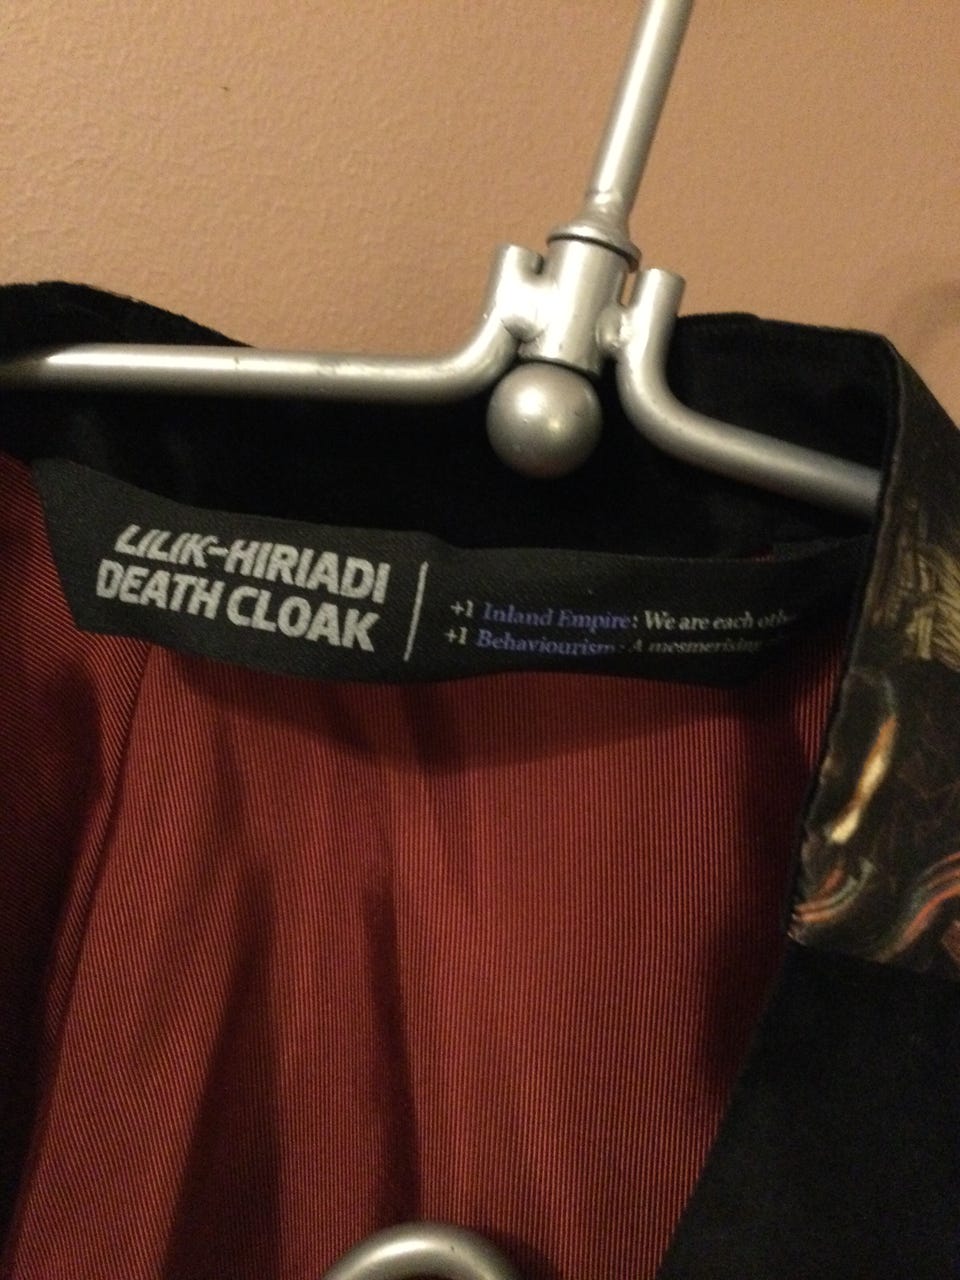 LILIK-HIRIADI
DEATH CLOAK
+1 Inland Empire: We are each
+1 Behaviourism: A mesmerising